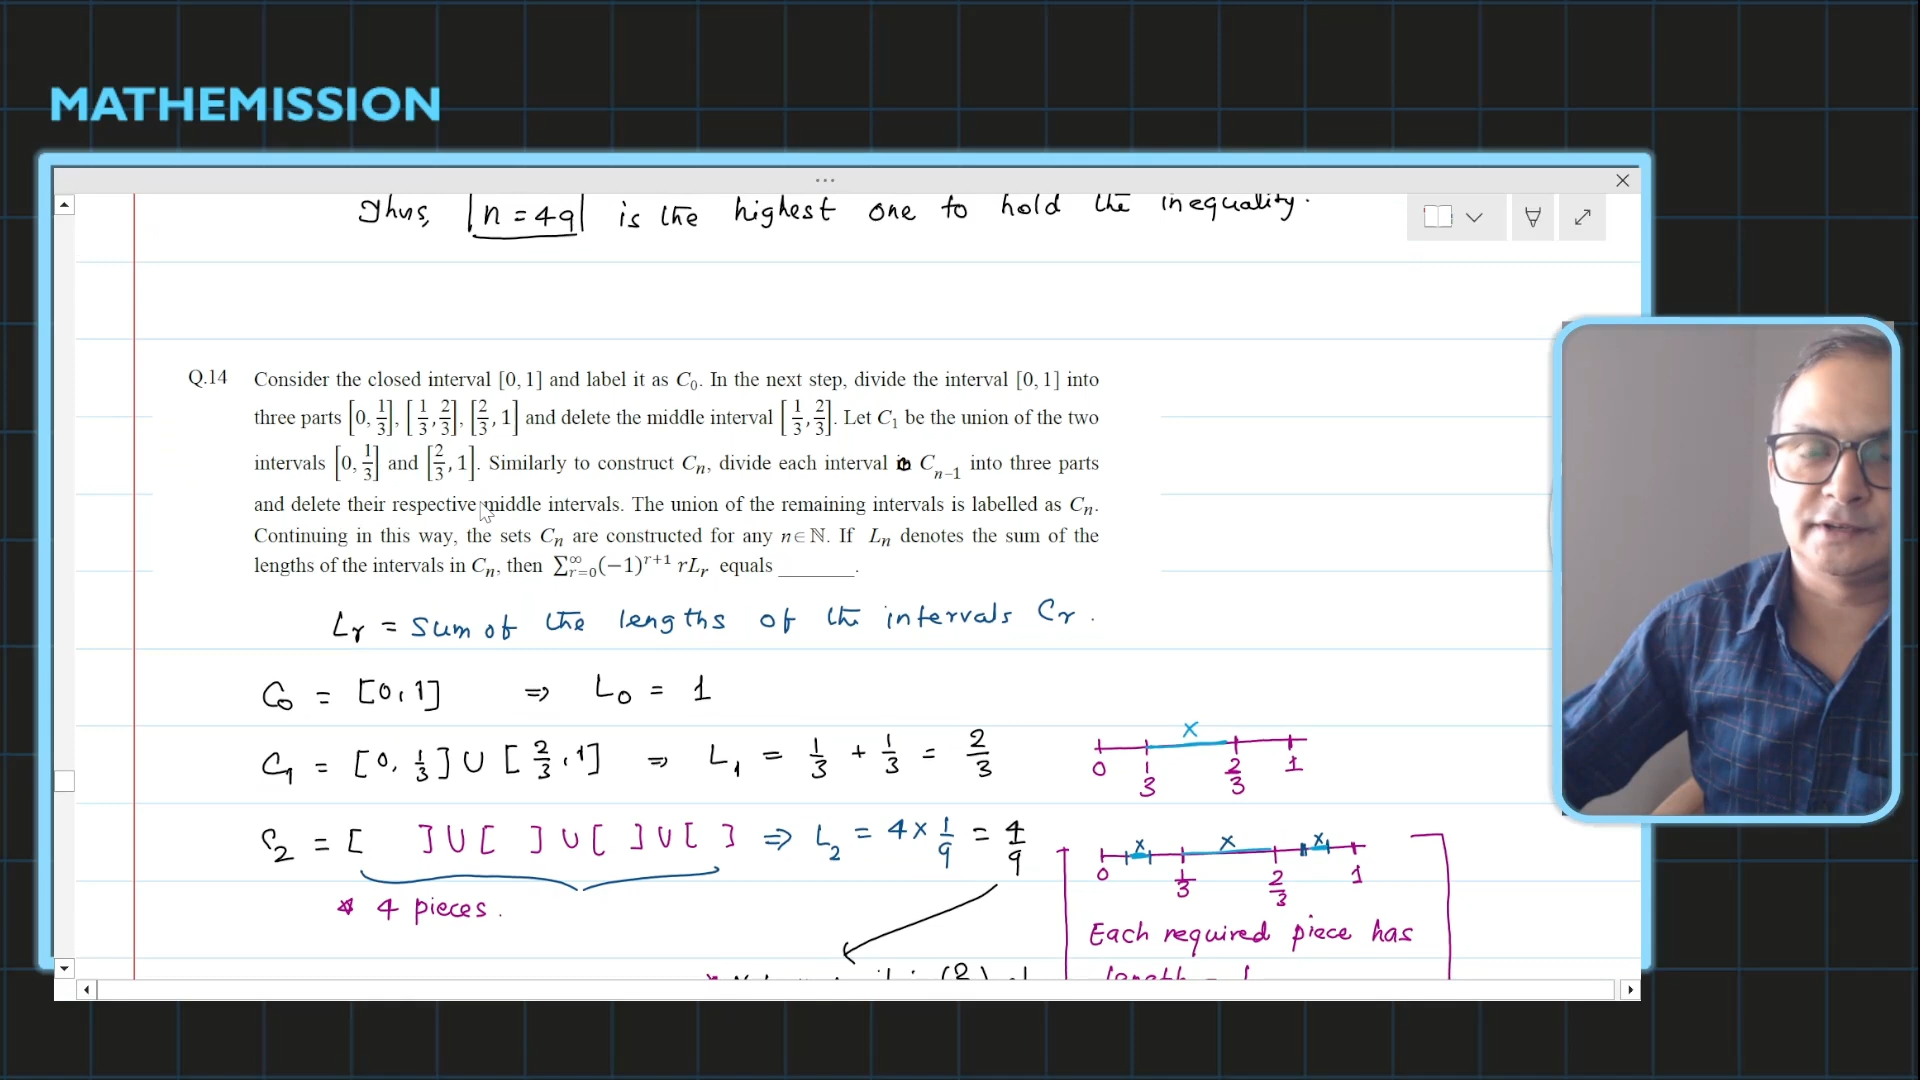 MATHEMISSION
Thus, n = 49 is the highest one to hold the inequality.
Q.14 Consider the closed interval [0, 1] and label it as C₀. In the next step, divide the interval [0, 1] into
three parts [0, 1/3], [1/3, 2/3], [2/3, 1] and delete the middle interval [1/3, 2/3]. Let C₁ be the union of the two
intervals [0, 1/3] and [2/3, 1]. Similarly to construct Cₙ, divide each interval in Cₙ₋₁ into three parts
and delete their respective middle intervals. The union of the remaining intervals is labelled as Cₙ.
Continuing in this way, the sets Cₙ are constructed for any n∈ℕ. If Lₙ denotes the sum of the
lengths of the intervals in Cₙ, then ∑_{r=0}^{∞}(−1)^{r+1} rLᵣ equals ________.
Lᵣ = Sum of the lengths of the intervals Cᵣ.
C₀ = [0, 1] ⇒ L₀ = 1
C₁ = [0, 1/3] ∪ [2/3, 1] ⇒ L₁ = 1/3 + 1/3 = 2/3
x
0 1/3 2/3 1
C₂ = [ ] ∪ [ ] ∪ [ ] ∪ [ ] ⇒ L₂ = 4 × 1/9 = 4/9
x x x
0 1/3 2/3 1
* 4 pieces.
Each required piece has